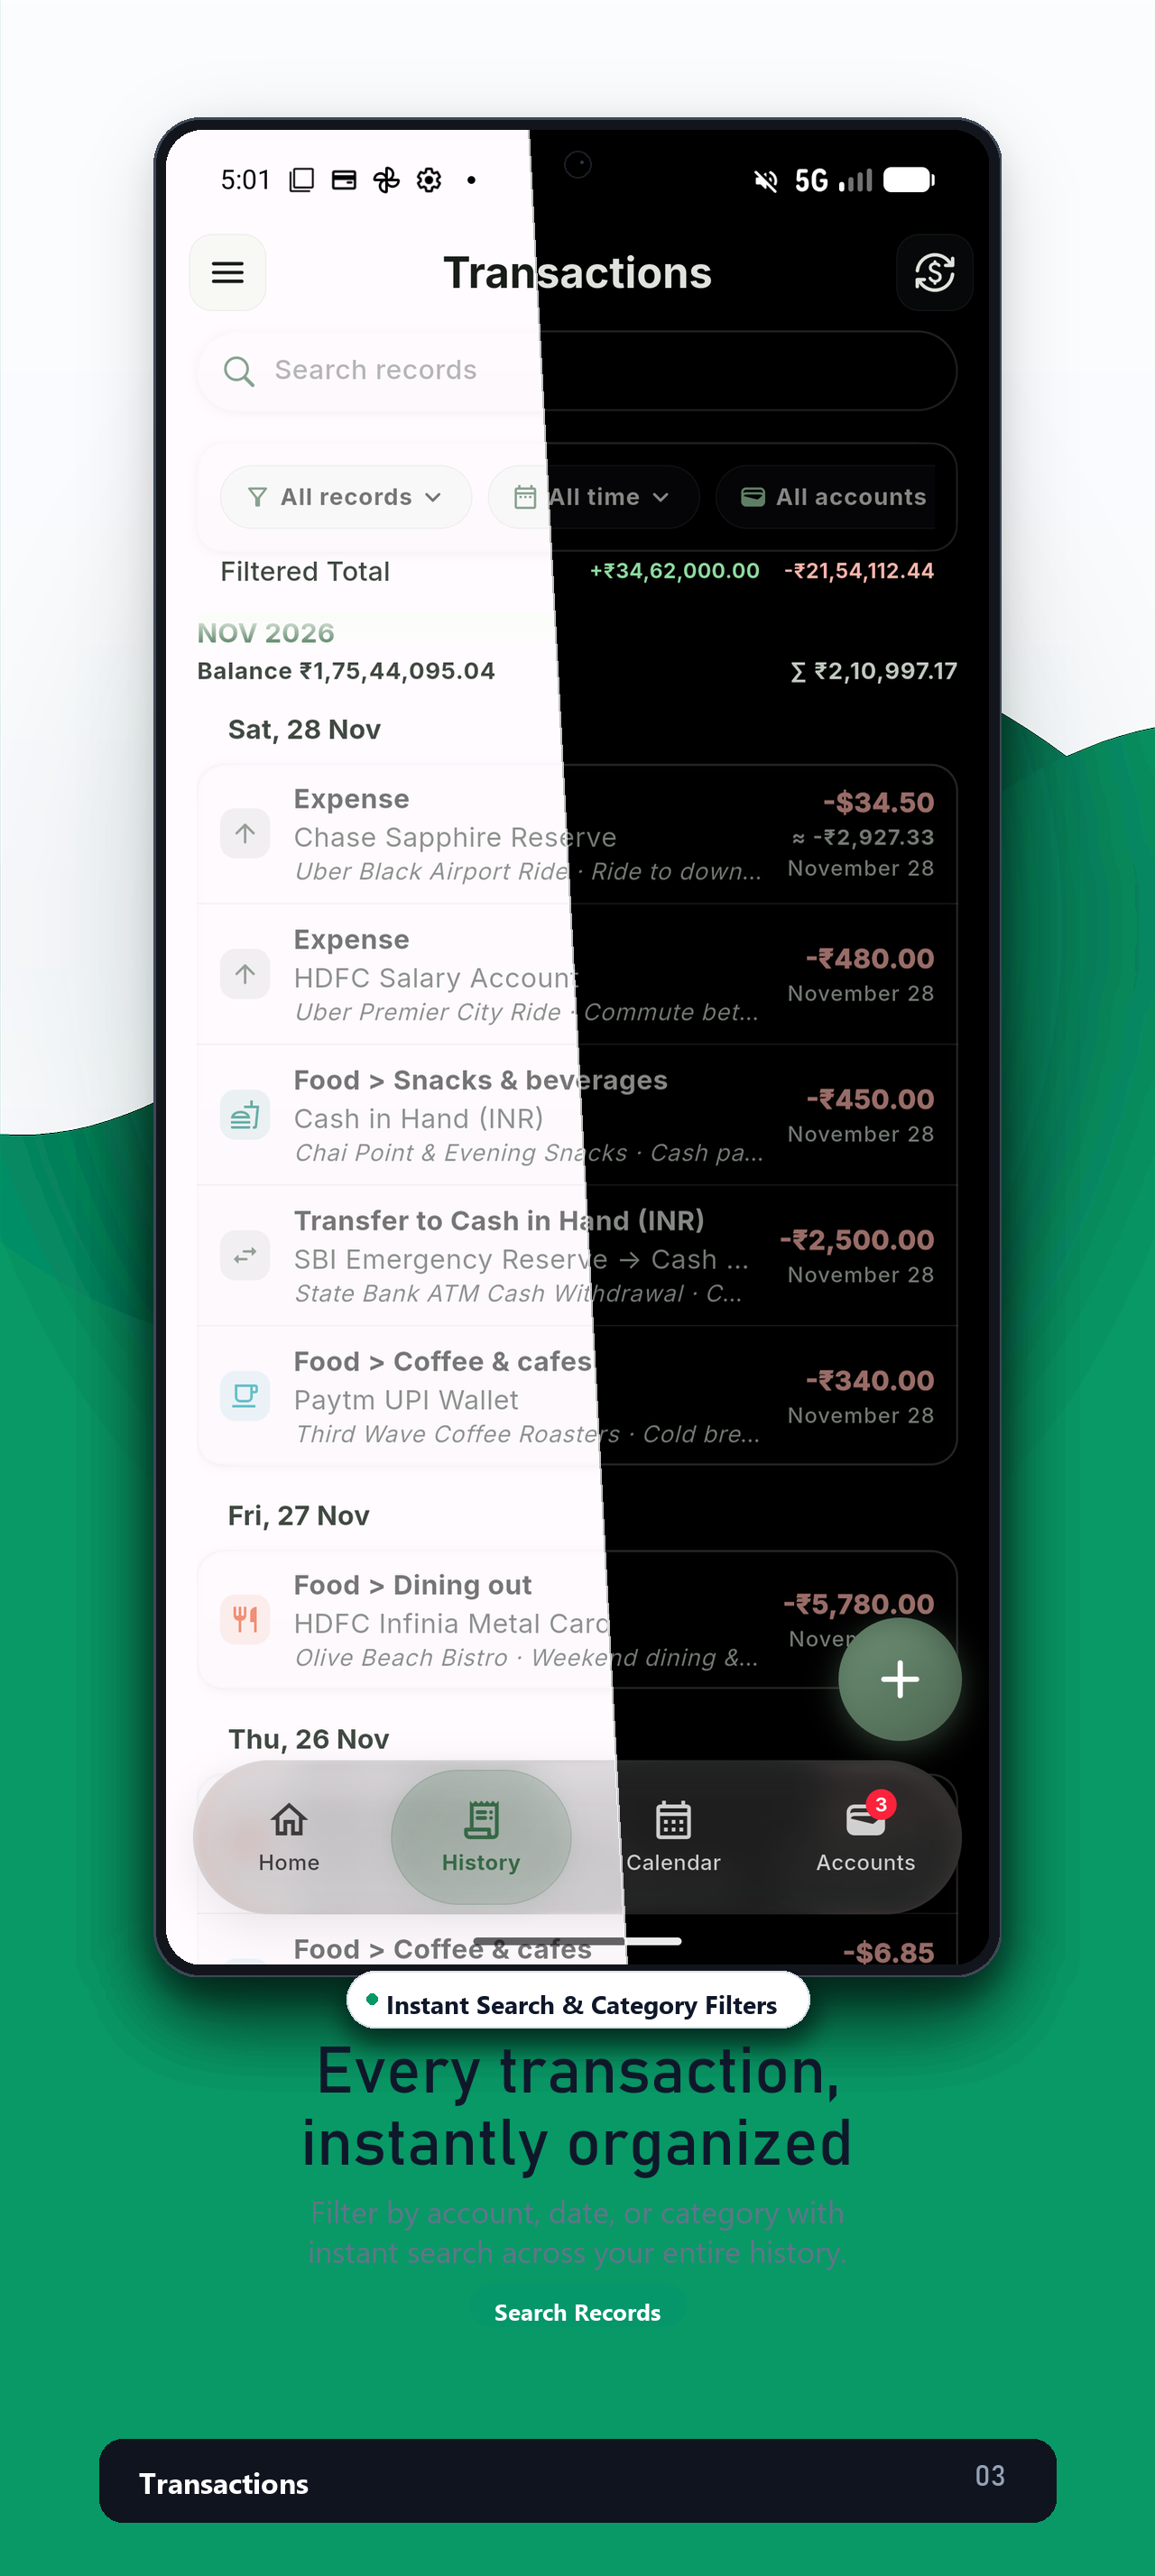 5:01 5G
Transactions
Search records
All records All time All accounts
Filtered Total +₹34,62,000.00 -₹21,54,112.44
NOV 2026
Balance ₹1,75,44,095.04 ∑ ₹2,10,997.17
Sat, 28 Nov
Expense -$34.50
Chase Sapphire Reserve ≈ -₹2,927.33
Uber Black Airport Ride · Ride to down... November 28
Expense
HDFC Salary Account -₹480.00
Uber Premier City Ride · Commute bet... November 28
Food > Snacks & beverages
Cash in Hand (INR) -₹450.00
Chai Point & Evening Snacks · Cash pa... November 28
Transfer to Cash in Hand (INR)
SBI Emergency Reserve → Cash ... -₹2,500.00
State Bank ATM Cash Withdrawal · C... November 28
Food > Coffee & cafes
Paytm UPI Wallet -₹340.00
Third Wave Coffee Roasters · Cold bre... November 28
Fri, 27 Nov
Food > Dining out
HDFC Infinia Metal Card -₹5,780.00
Olive Beach Bistro · Weekend dining &... Novem
Thu, 26 Nov
3
Home History Calendar Accounts
Food > Coffee & cafes -$6.85
Instant Search & Category Filters
Every transaction,
instantly organized
Filter by account, date, or category with
instant search across your entire history.
Search Records
Transactions 03